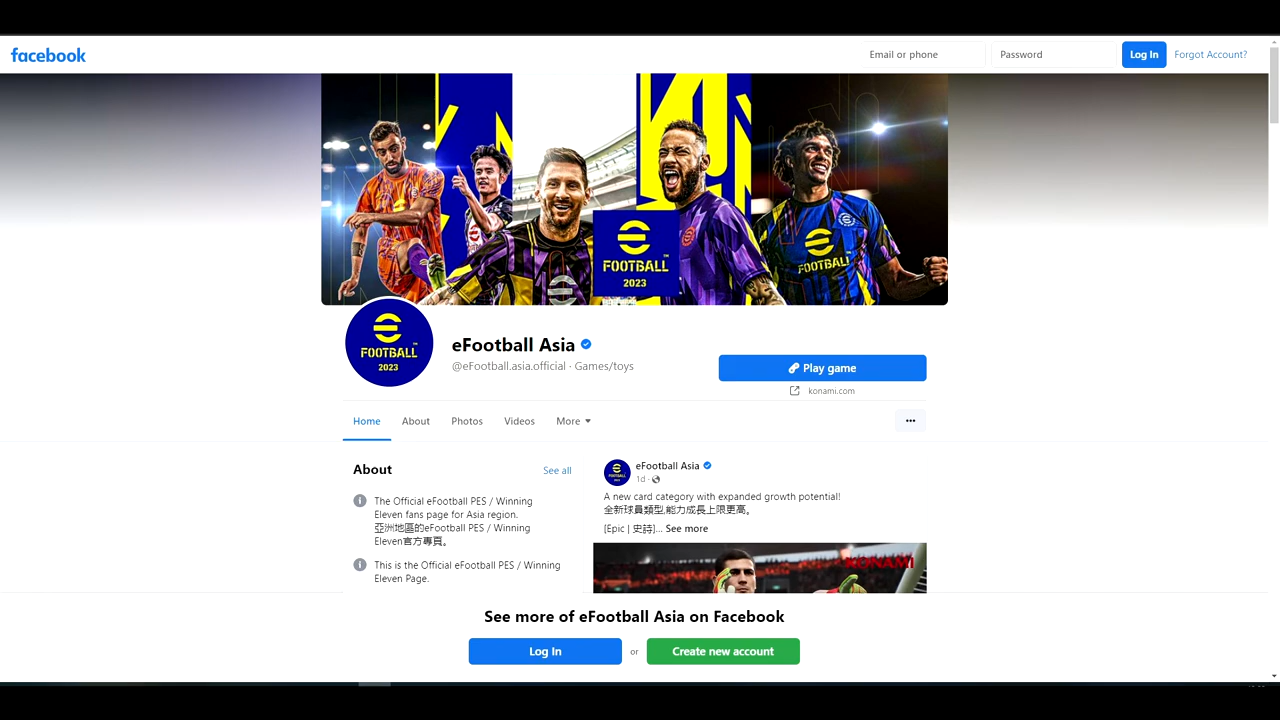 facebook
Email or phone
Password
Log In
Forgot Account?
FOOTBALL
FOOTBALL™
2023
FOOTBALL™
2023
eFootball Asia
@eFootball.asia.official · Games/toys
Play game
konami.com
Home
About
Photos
Videos
More
About
See all
The Official eFootball PES / Winning
Eleven fans page for Asia region.
亞洲地區的eFootball PES / Winning
Eleven官方專頁。
This is the Official eFootball PES / Winning
Eleven Page.
eFootball Asia
1d ·
A new card category with expanded growth potential!
全新球員類型,能力成長上限更高。
[Epic | 史詩]... See more
KONAMI
See more of eFootball Asia on Facebook
Log In
or
Create new account